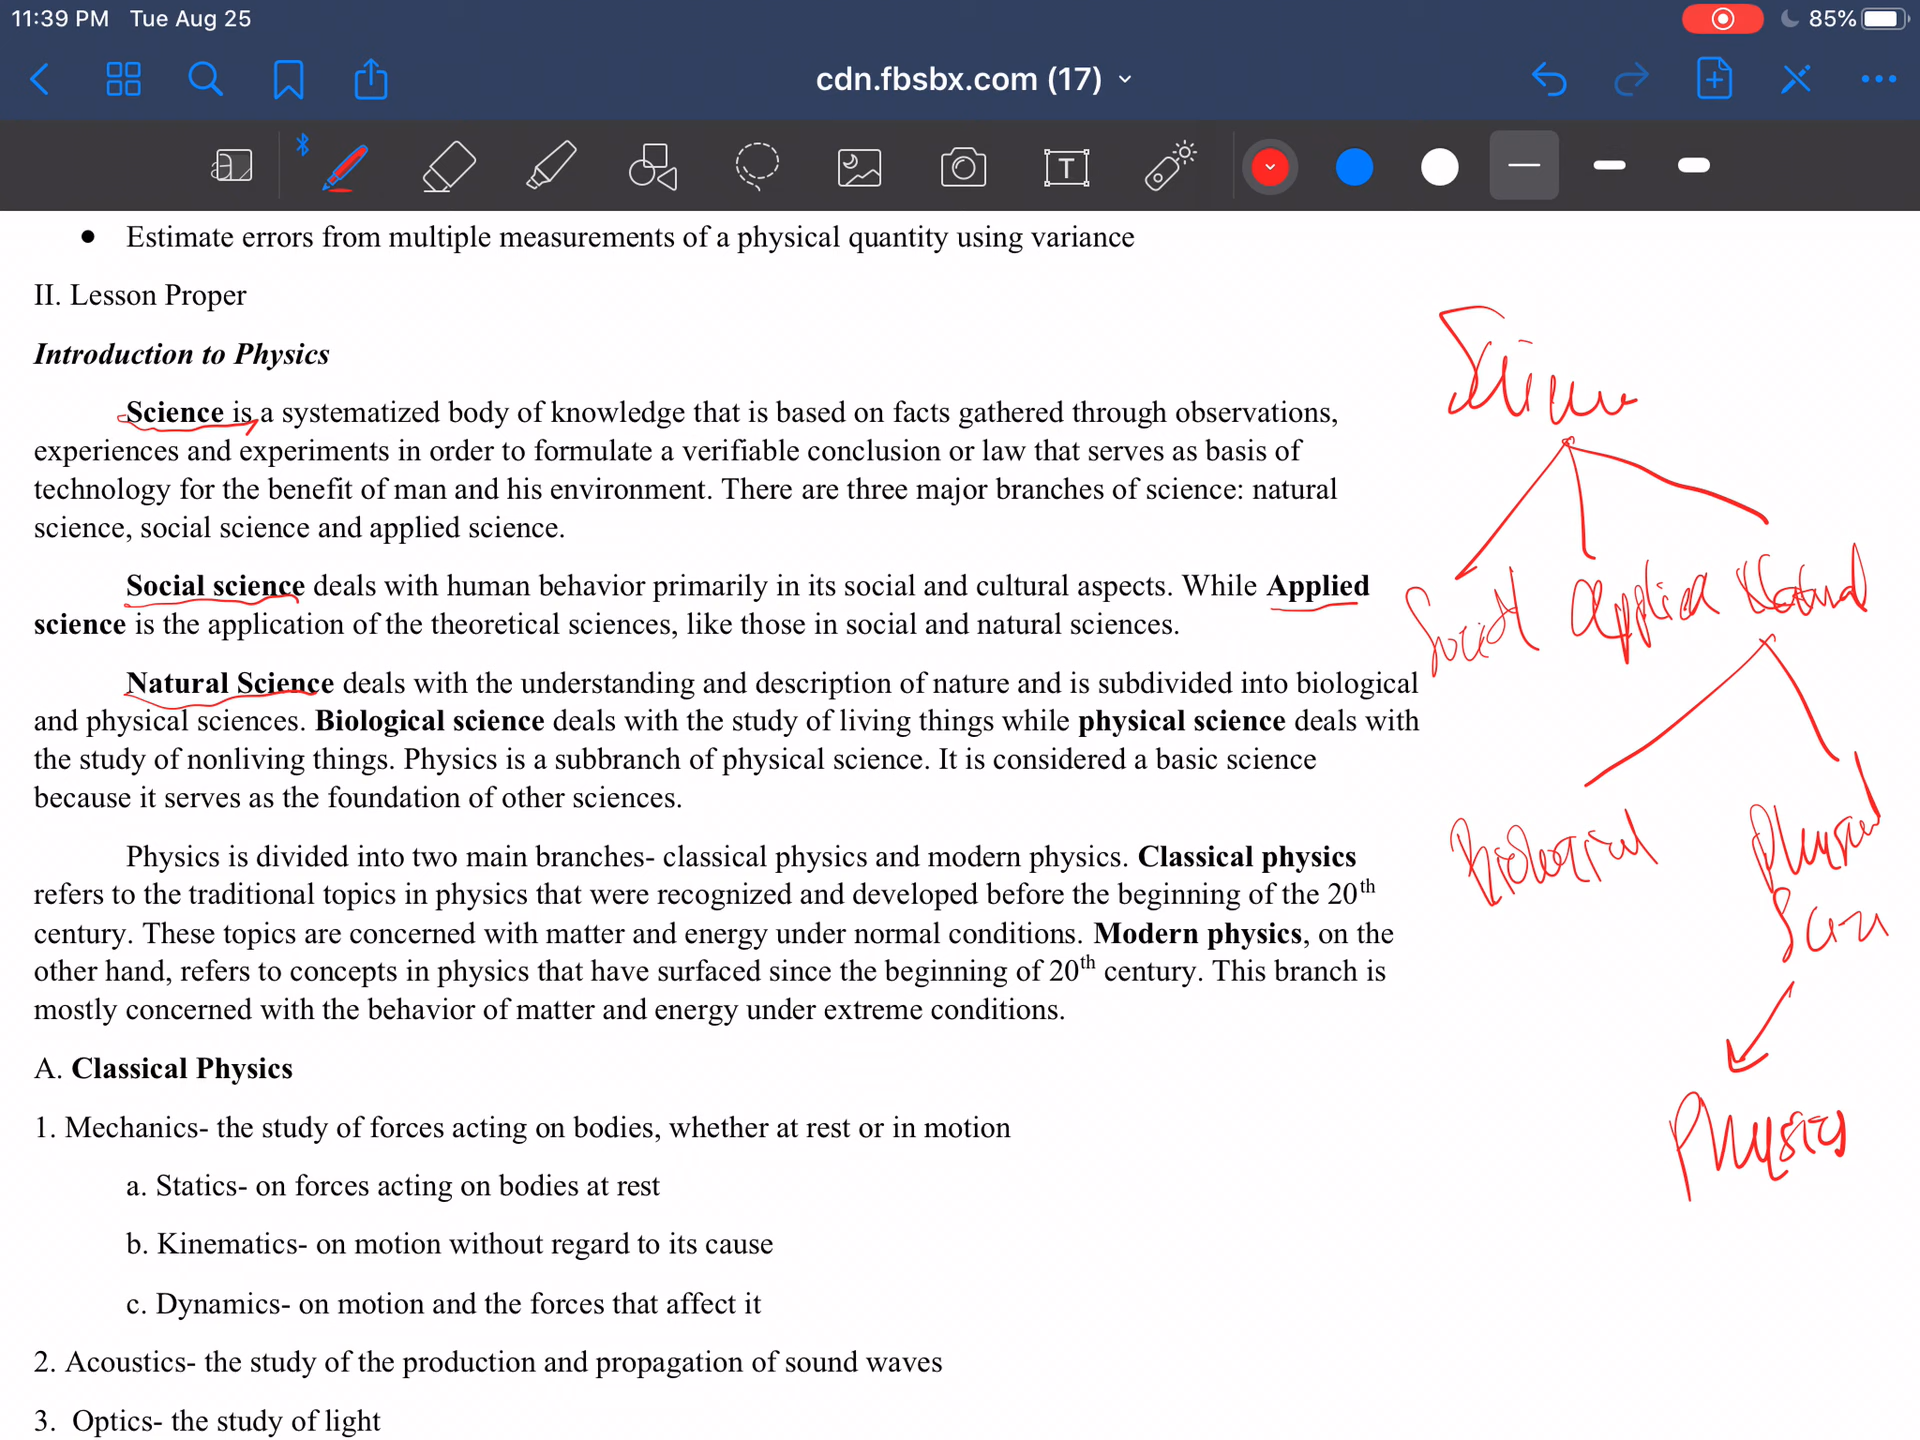 11:39 PM Tue Aug 25
85%
cdn.fbsbx.com (17)
• Estimate errors from multiple measurements of a physical quantity using variance
II. Lesson Proper
Introduction to Physics
Science is a systematized body of knowledge that is based on facts gathered through observations,
experiences and experiments in order to formulate a verifiable conclusion or law that serves as basis of
technology for the benefit of man and his environment. There are three major branches of science: natural
science, social science and applied science.
Social science deals with human behavior primarily in its social and cultural aspects. While Applied
science is the application of the theoretical sciences, like those in social and natural sciences.
Natural Science deals with the understanding and description of nature and is subdivided into biological
and physical sciences. Biological science deals with the study of living things while physical science deals with
the study of nonliving things. Physics is a subbranch of physical science. It is considered a basic science
because it serves as the foundation of other sciences.
Physics is divided into two main branches- classical physics and modern physics. Classical physics
refers to the traditional topics in physics that were recognized and developed before the beginning of the 20th
century. These topics are concerned with matter and energy under normal conditions. Modern physics, on the
other hand, refers to concepts in physics that have surfaced since the beginning of 20th century. This branch is
mostly concerned with the behavior of matter and energy under extreme conditions.
A. Classical Physics
1. Mechanics- the study of forces acting on bodies, whether at rest or in motion
a. Statics- on forces acting on bodies at rest
b. Kinematics- on motion without regard to its cause
c. Dynamics- on motion and the forces that affect it
2. Acoustics- the study of the production and propagation of sound waves
3. Optics- the study of light
Science
Social Applied Natural
Biological
Physical
Physics